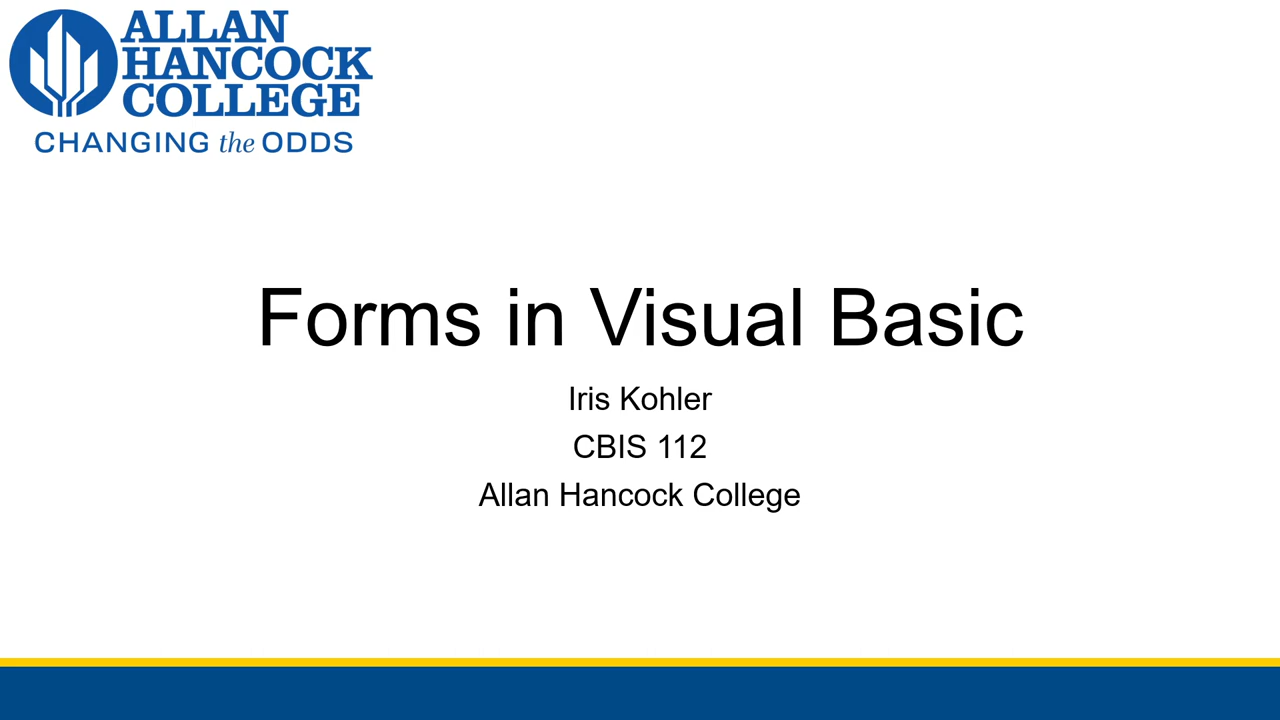 ALLAN
HANCOCK
COLLEGE
CHANGING the ODDS
Forms in Visual Basic
Iris Kohler
CBIS 112
Allan Hancock College